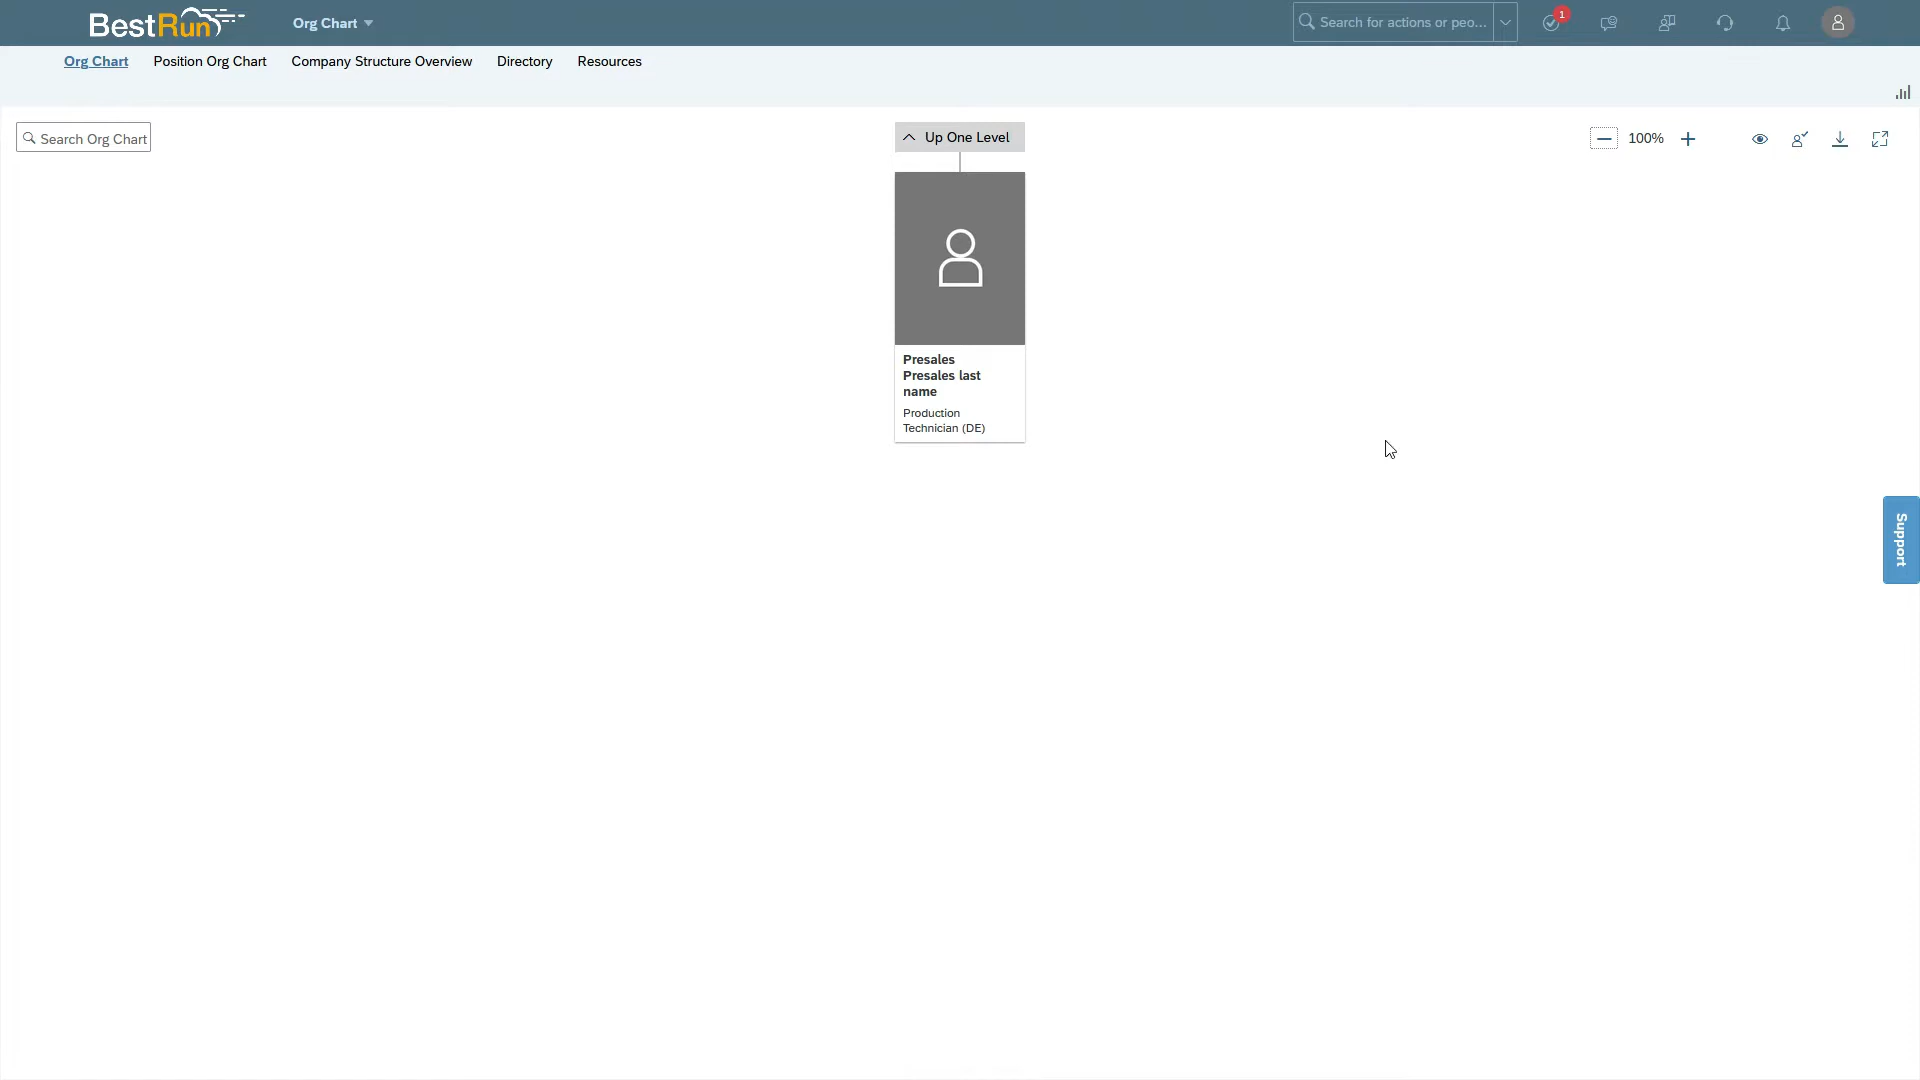 BestRun
Org Chart
Search for actions or peo...
1
Org Chart
Position Org Chart
Company Structure Overview
Directory
Resources
Search Org Chart
Up One Level
100%
Presales
Presales last
name
Production
Technician (DE)
Support